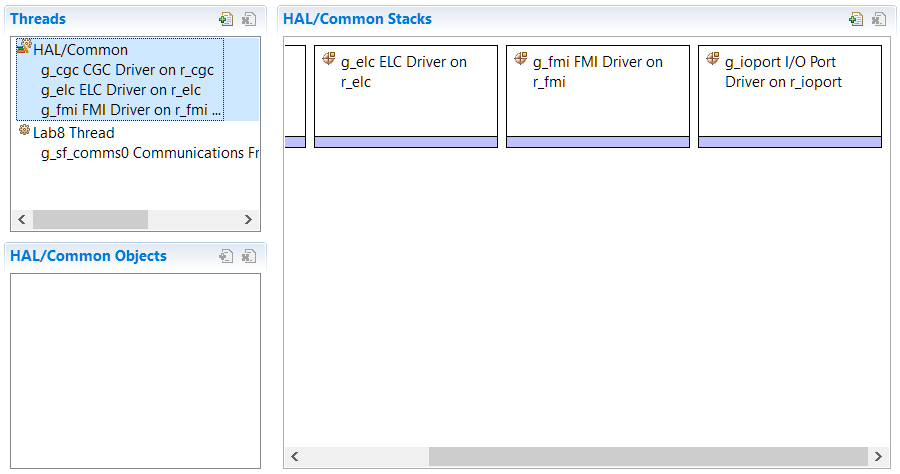 Threads
HAL/Common
g_cgc CGC Driver on r_cgc
g_elc ELC Driver on r_elc
g_fmi FMI Driver on r_fmi ...
Lab8 Thread
g_sf_comms0 Communications Fr
HAL/Common Objects
HAL/Common Stacks
g_elc ELC Driver on
r_elc
g_fmi FMI Driver on
r_fmi
g_ioport I/O Port
Driver on r_ioport